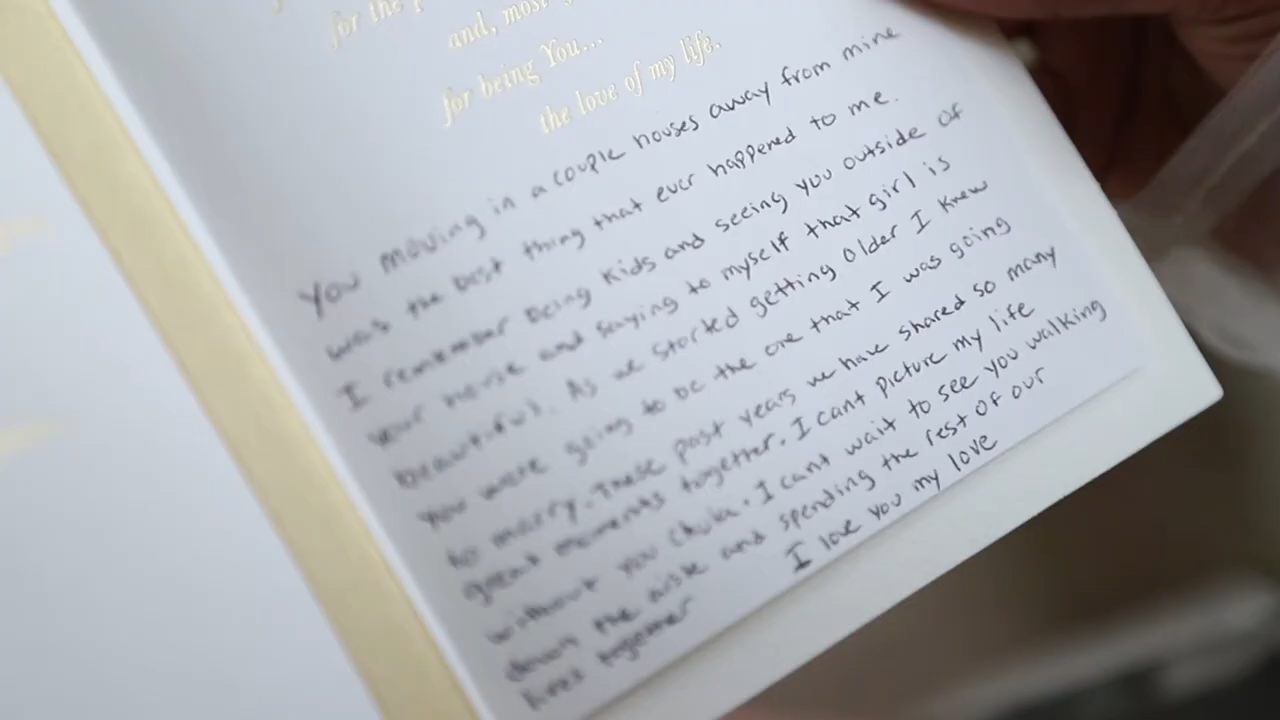 for the
and, most
for being You...
the love of my life.
You moving in a couple houses away from mine
was the best thing that ever happened to me.
I remember being kids and seeing you outside of
your house and saying to myself that girl is
beautiful. As we started getting older I knew
you were going to be the one that I was going
to marry. These past years we have shared so many
great moments together. I cant picture my life
without you Chula. I cant wait to see you walking
down the aisle and spending the rest of our
lives together
I love you my love